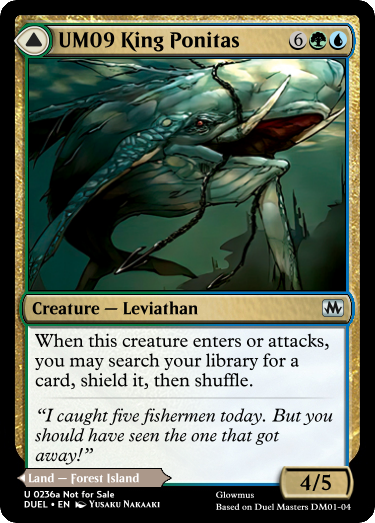 UM09 King Ponitas 6
Creature — Leviathan
When this creature enters or attacks,
you may search your library for a
card, shield it, then shuffle.
“I caught five fishermen today. But you
should have seen the one that got
away!”
Land — Forest Island
4/5
U 0236a Not for Sale
DUEL • EN Yusaku Nakaaki
Glowmus
Based on Duel Masters DM01-04